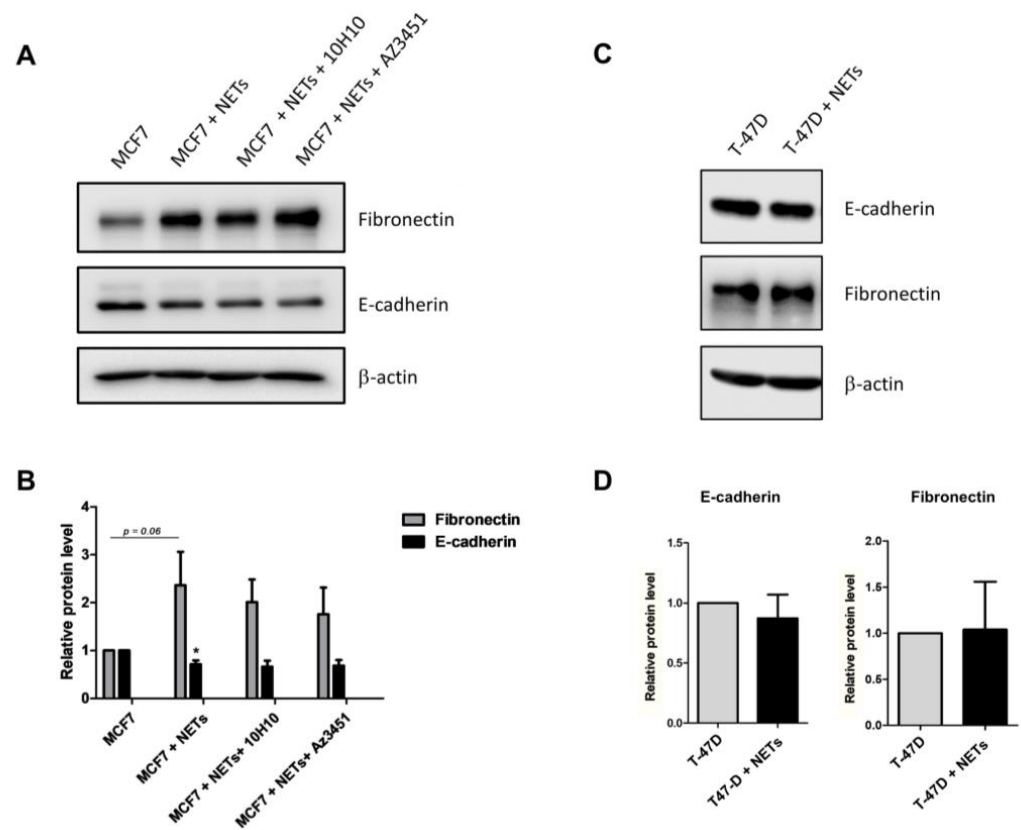 A
MCF7
MCF7 + NETs
MCF7 + NETs + 10H10
MCF7 + NETs + AZ3451
Fibronectin
E-cadherin
β-actin
C
T-47D
T-47D + NETs
E-cadherin
Fibronectin
β-actin
B
Relative protein level
4
3
2
1
0
p = 0.06
*
Fibronectin
E-cadherin
MCF7
MCF7 + NETs
MCF7 + NETs+ 10H10
MCF7 + NETs+ Az3451
D
E-cadherin
Relative protein level
1.5
1.0
0.5
0.0
T-47D
T47-D + NETs
Fibronectin
Relative protein level
2.0
1.5
1.0
0.5
0.0
T-47D
T-47D + NETs